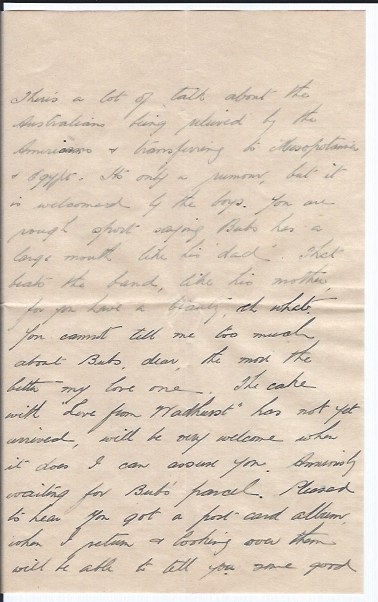 There's a lot of talk about the
Australians being relieved by the
Americans & transferring to Mesopotamia
& Egypt. It's only a rumour, but it
is welcomed by the boys. You are
rough sport saying Bubs has a
large mouth like his "dad". That
beats the band, like his mother,
for you have a beauty, eh what.
You cannot tell me too much
about Bubs, dear, the more the
better my love one. The cake
with "Love from Wadhurst" has not yet
arrived, will be very welcome when
it does I can assure you. Anxiously
waiting for Bub's parcel. Pleased
to hear you got a post card album,
when I return & looking over them
will be able to tell you some good